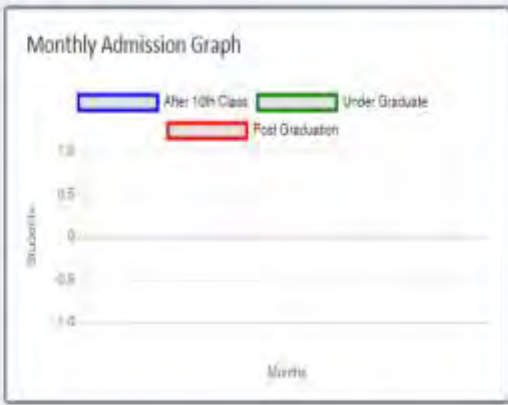 Monthly Admission Graph
After 10th Class Under Graduate
Post Graduation
1.0
0.5
0
-0.5
-1.0
Students
Months